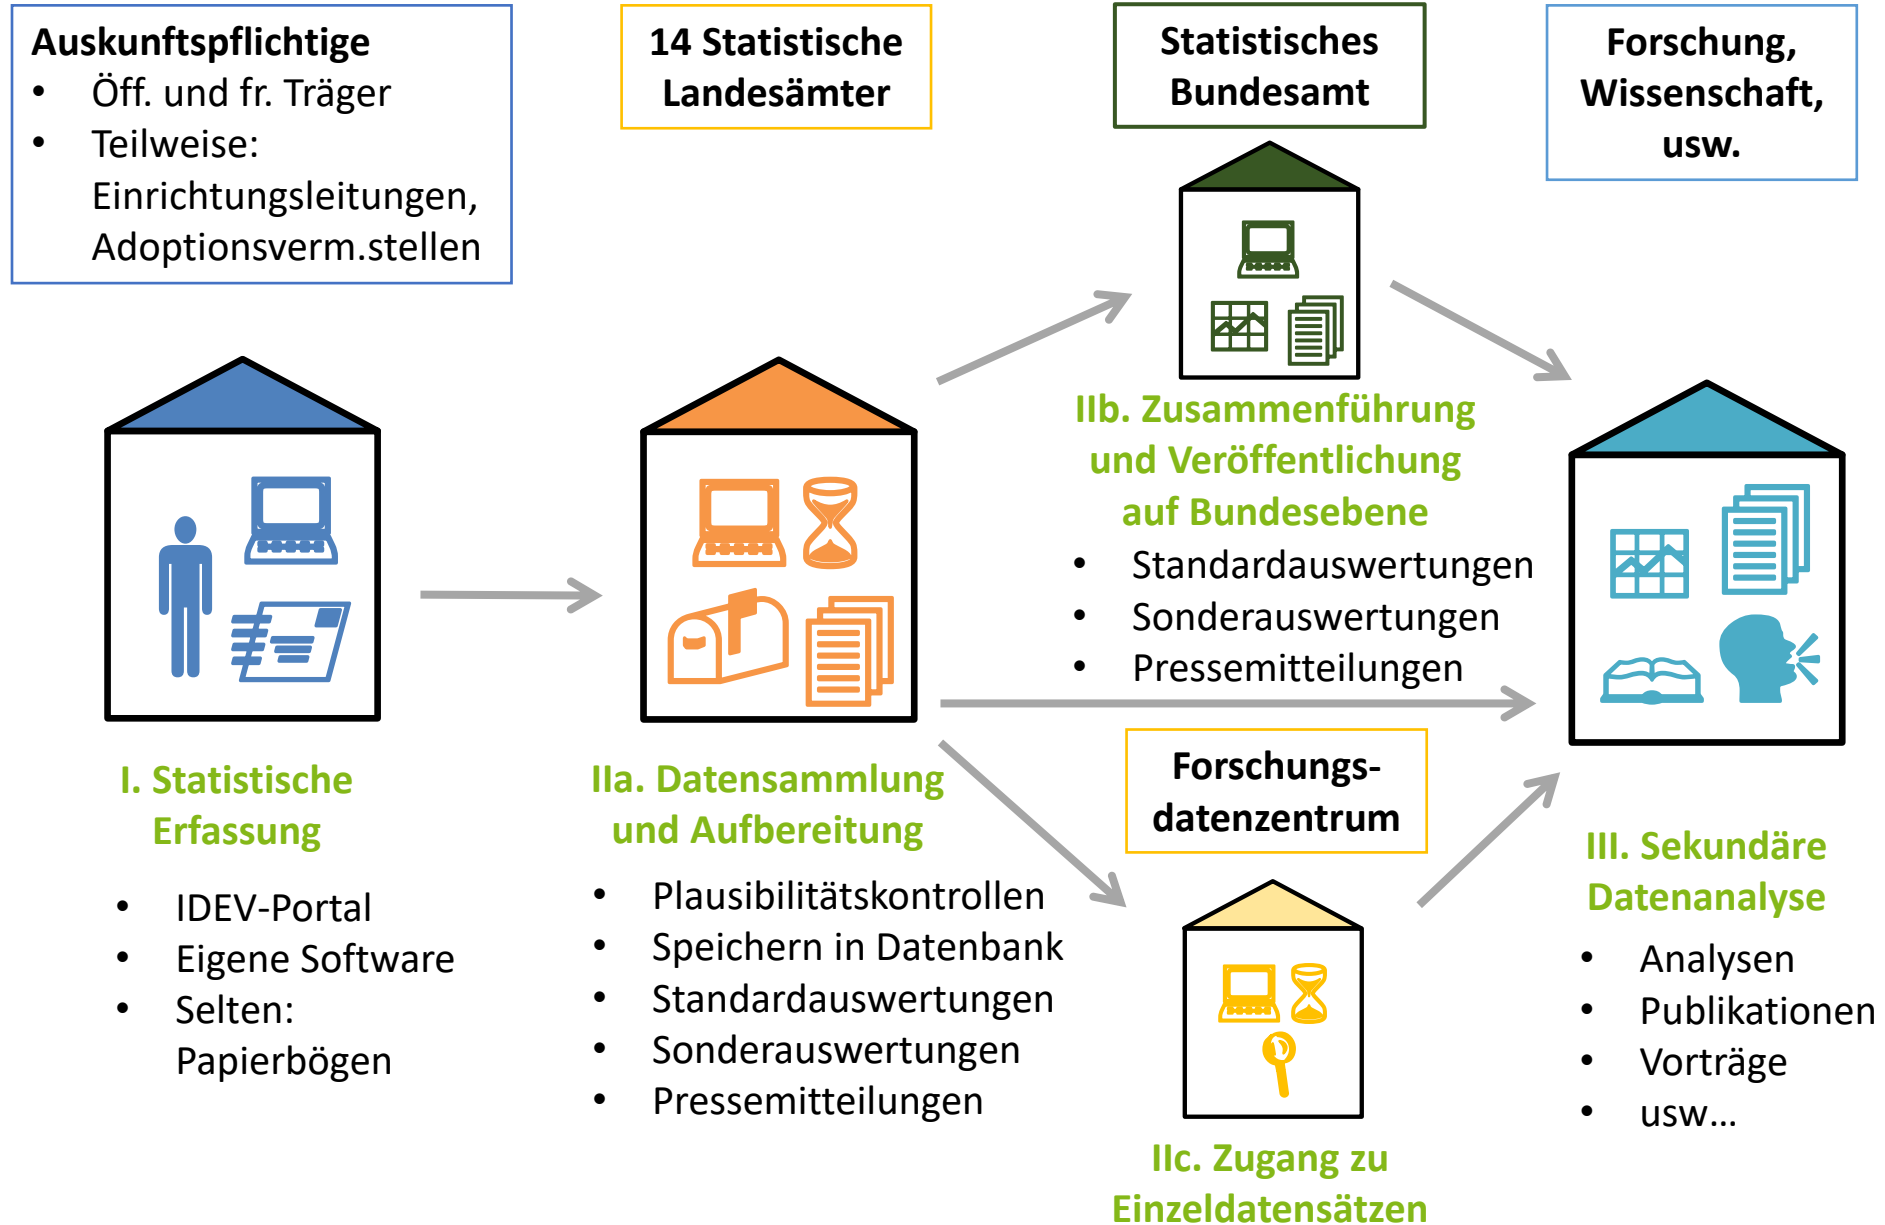 Auskunftspflichtige
• Öff. und fr. Träger
• Teilweise:
Einrichtungsleitungen,
Adoptionsverm.stellen
14 Statistische
Landesämter
Statistisches
Bundesamt
Forschung,
Wissenschaft,
usw.
I. Statistische
Erfassung
• IDEV-Portal
• Eigene Software
• Selten:
Papierbögen
IIa. Datensammlung
und Aufbereitung
• Plausibilitätskontrollen
• Speichern in Datenbank
• Standardauswertungen
• Sonderauswertungen
• Pressemitteilungen
IIb. Zusammenführung
und Veröffentlichung
auf Bundesebene
• Standardauswertungen
• Sonderauswertungen
• Pressemitteilungen
Forschungs-
datenzentrum
IIc. Zugang zu
Einzeldatensätzen
III. Sekundäre
Datenanalyse
• Analysen
• Publikationen
• Vorträge
• usw...